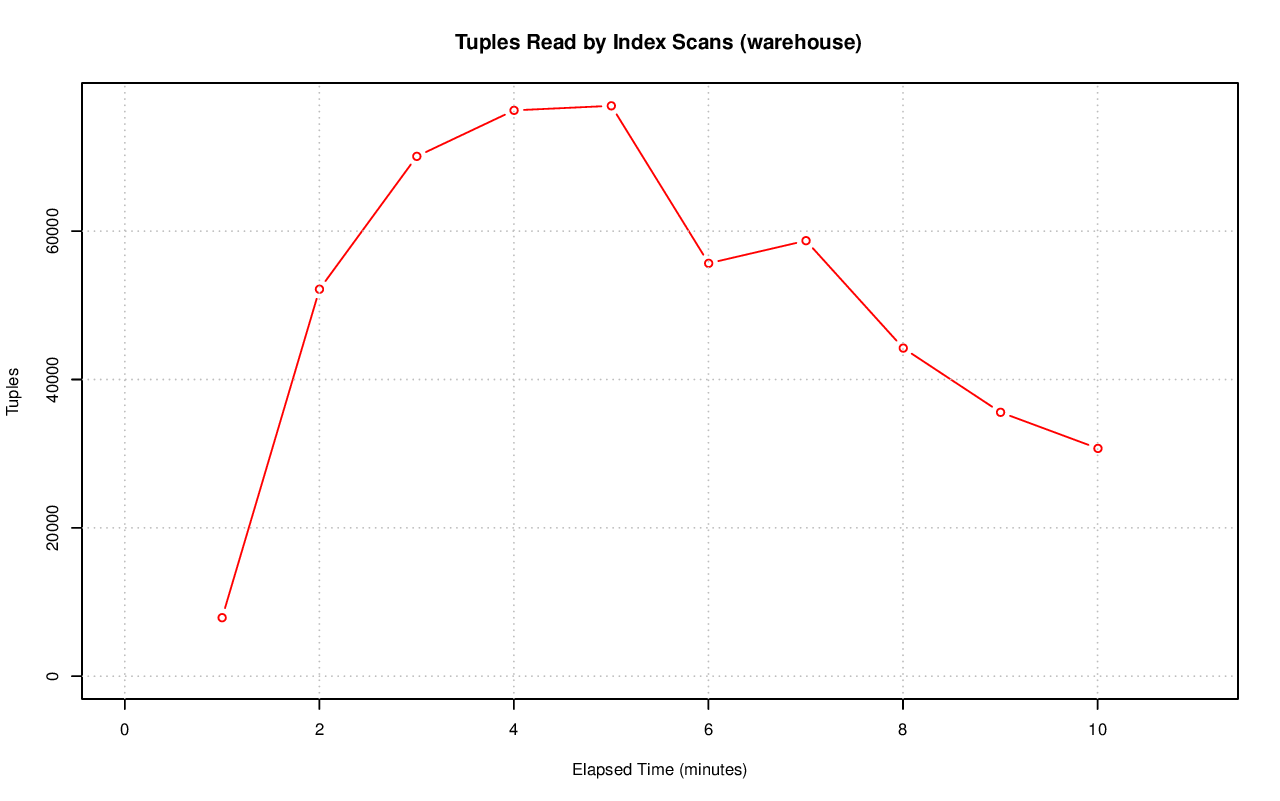 Tuples Read by Index Scans (warehouse)
Tuples
60000
40000
20000
0
0 2 4 6 8 10
Elapsed Time (minutes)